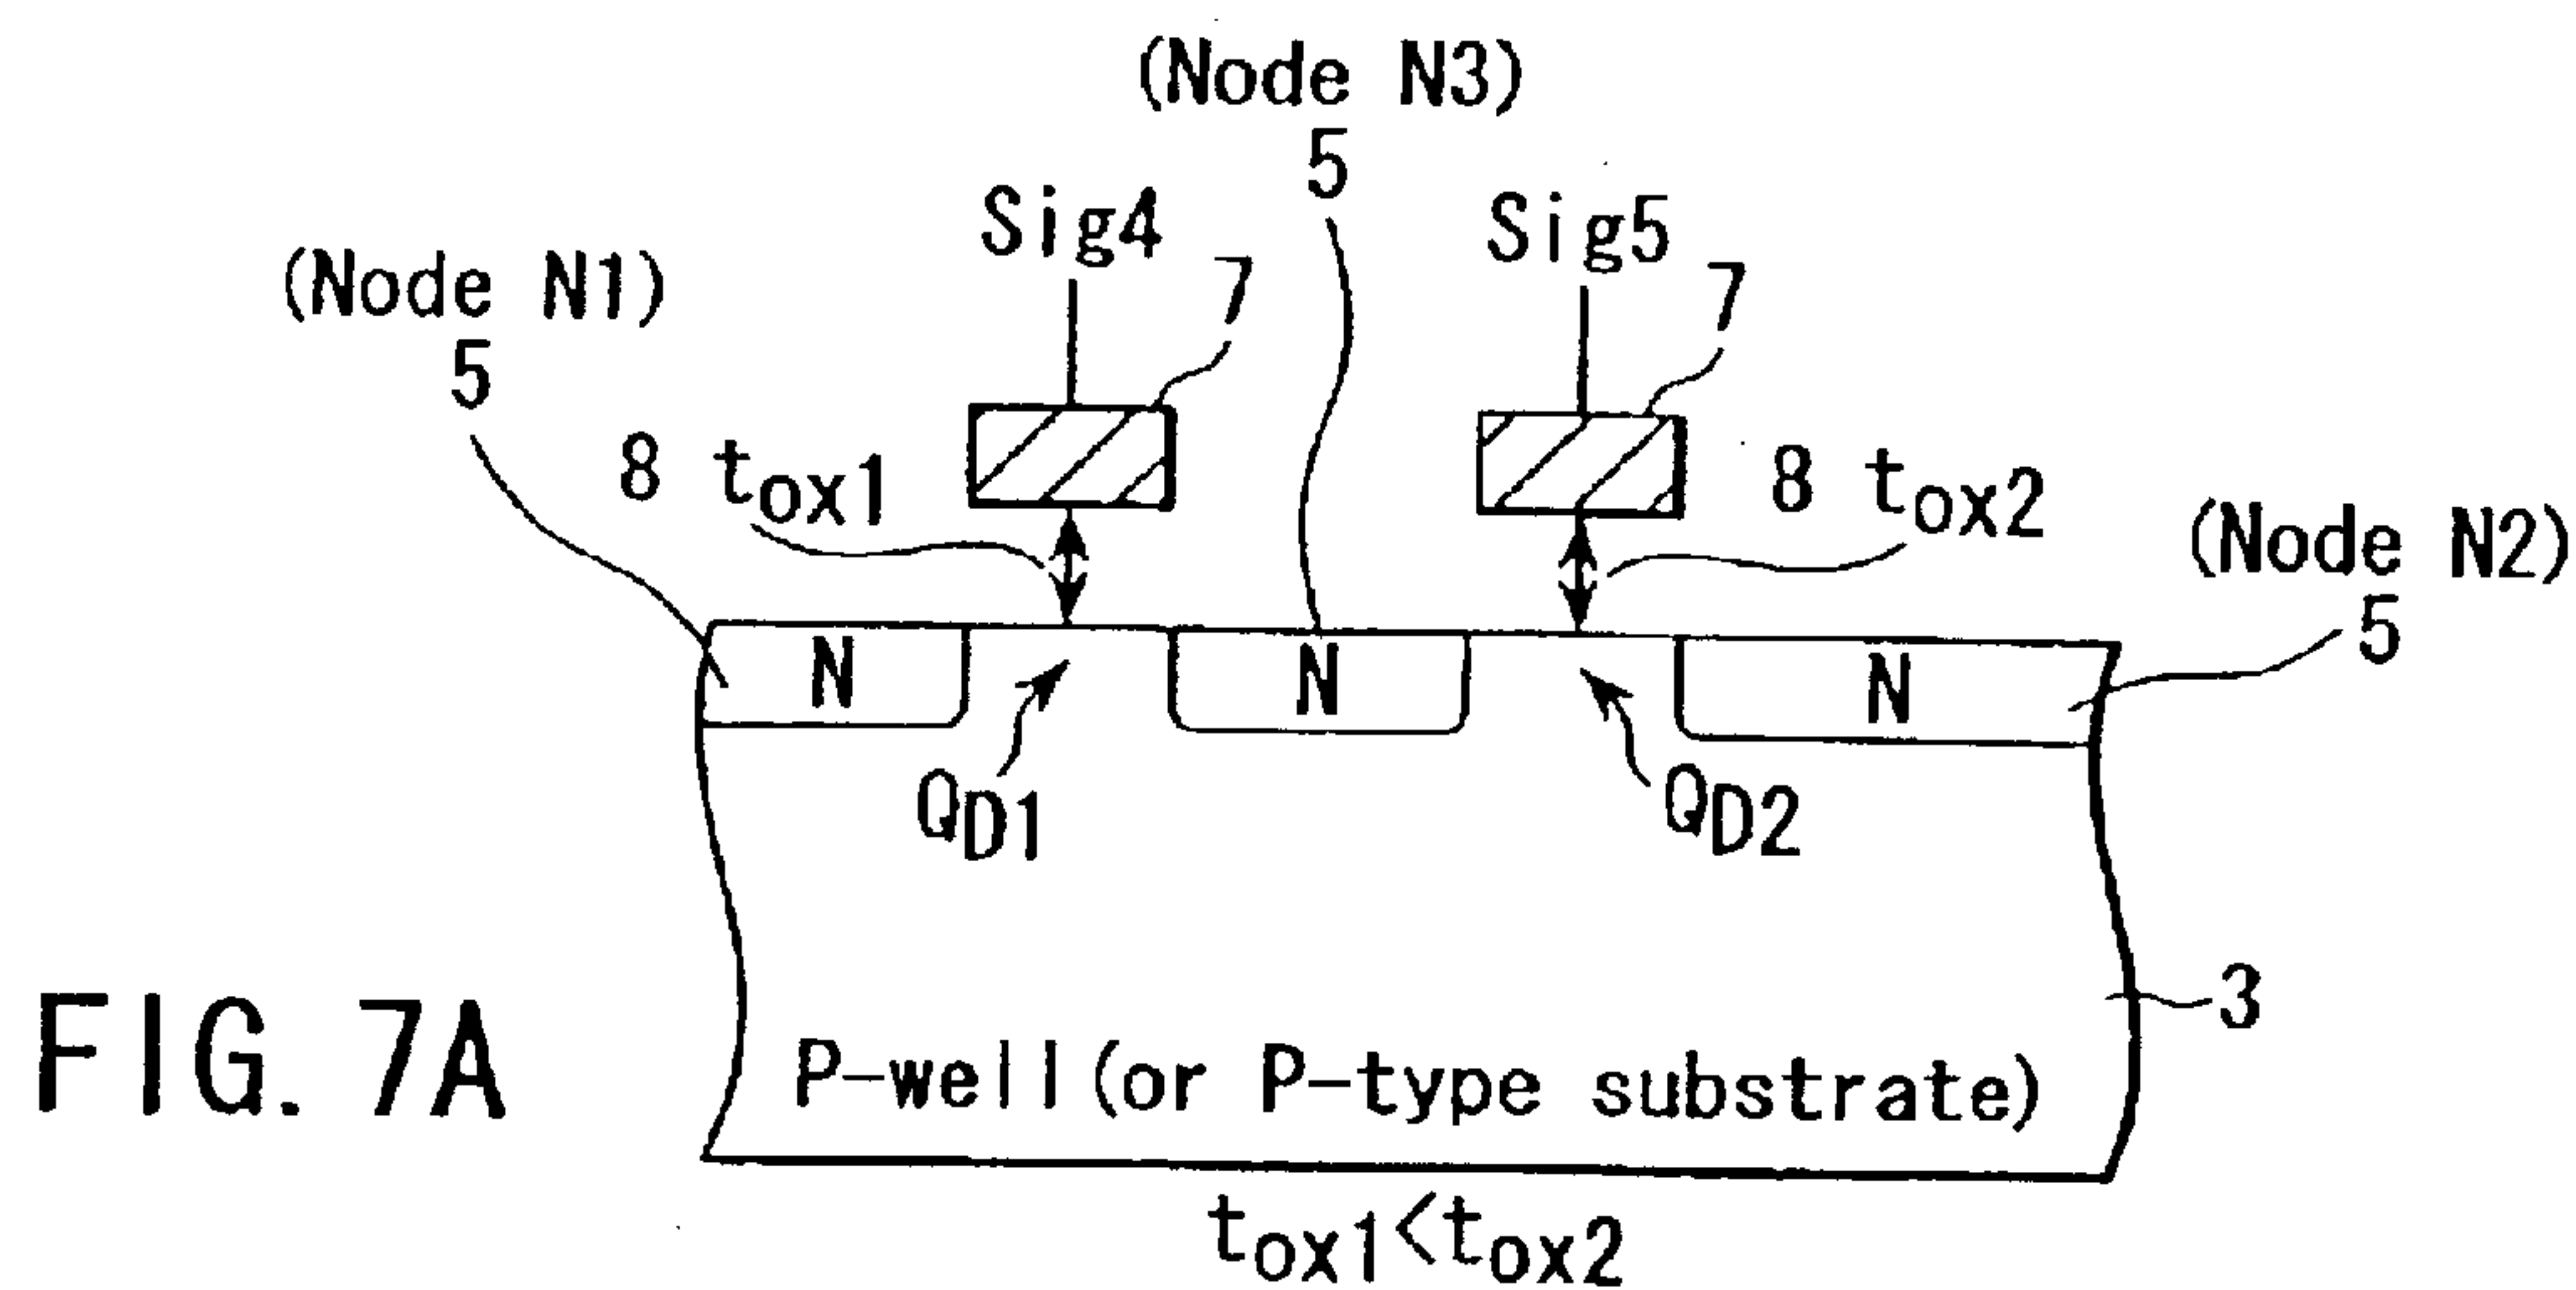 (Node N3)
5
Sig4
Sig5
(Node N1)
5
7
7
8 tox1
8 tox2
(Node N2)
5
N
N
N
QD1
QD2
3
FIG. 7A
P-well(or P-type substrate)
tox1<tox2